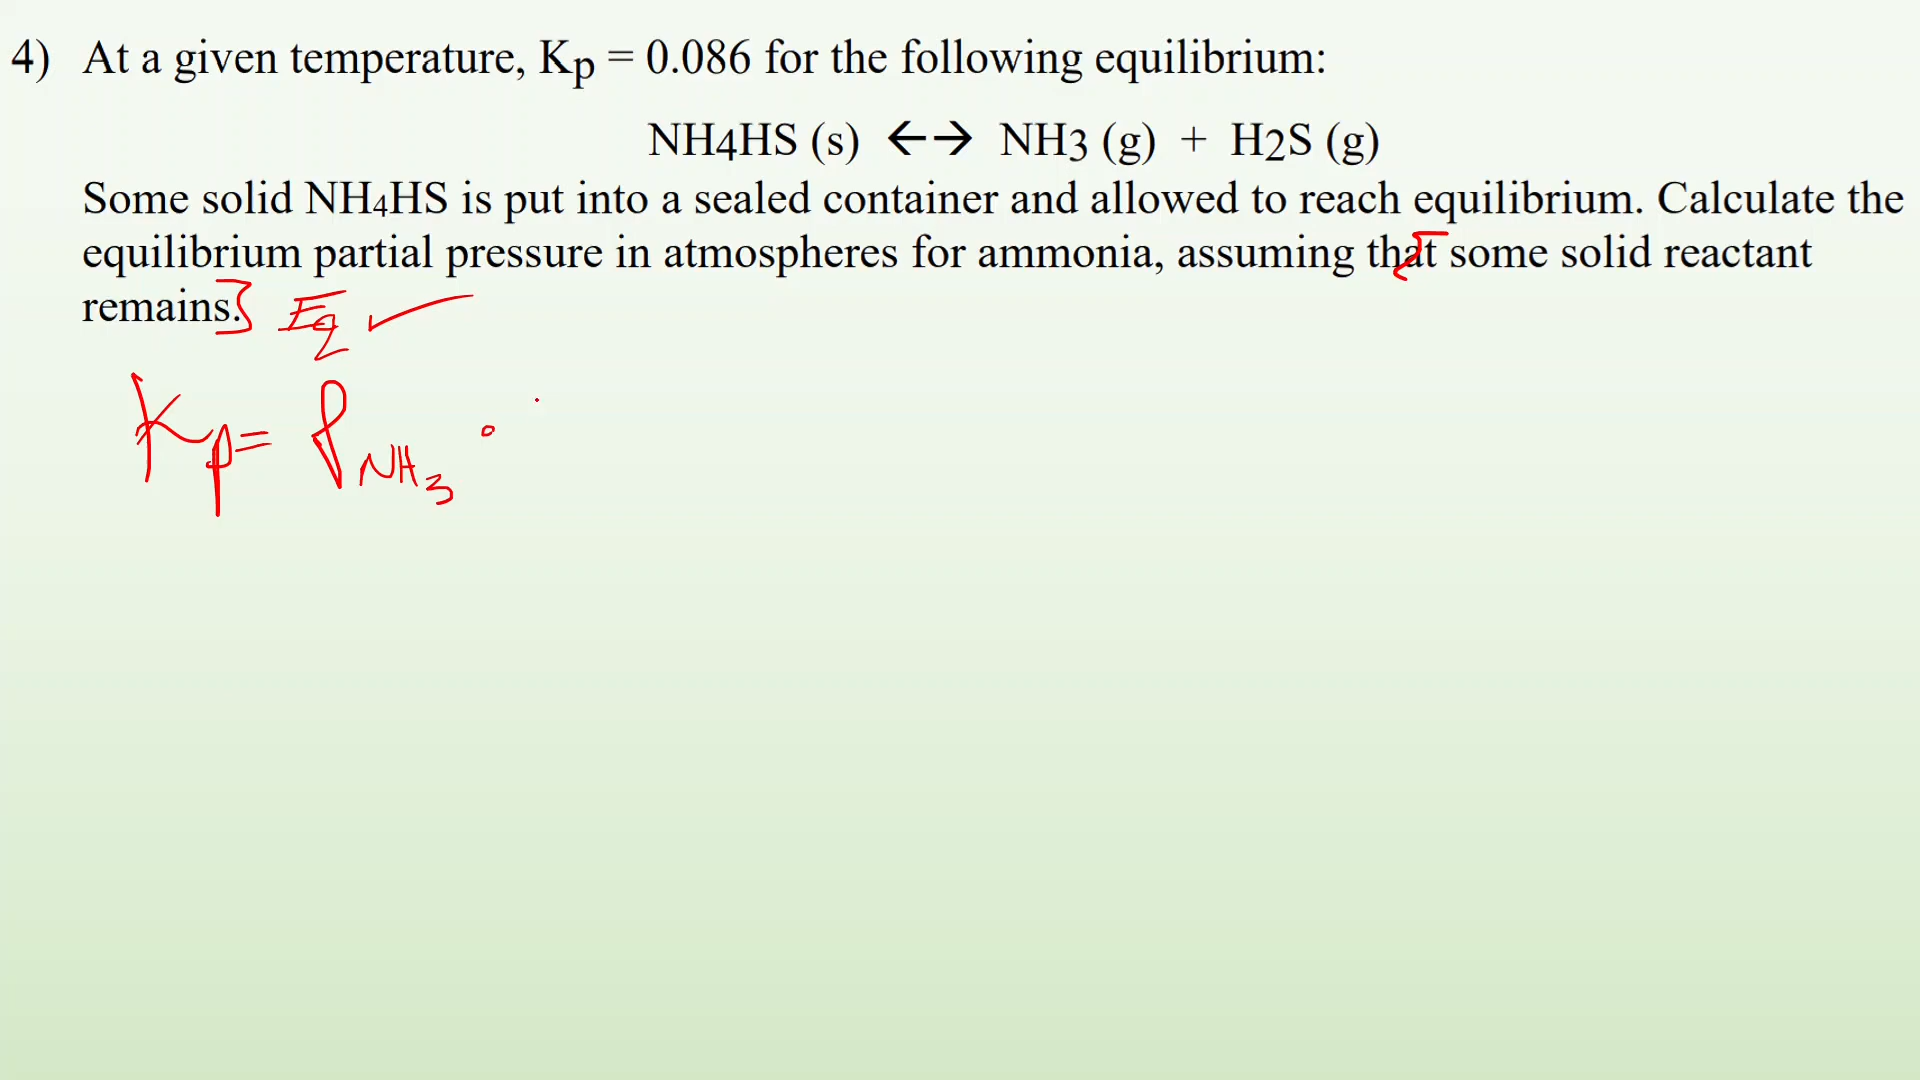 4) At a given temperature, Kp = 0.086 for the following equilibrium:
NH4HS (s) ←→ NH3 (g) + H2S (g)
Some solid NH4HS is put into a sealed container and allowed to reach equilibrium. Calculate the
equilibrium partial pressure in atmospheres for ammonia, assuming that some solid reactant
remains.] Eq ✓
Kp = PNH3 ·